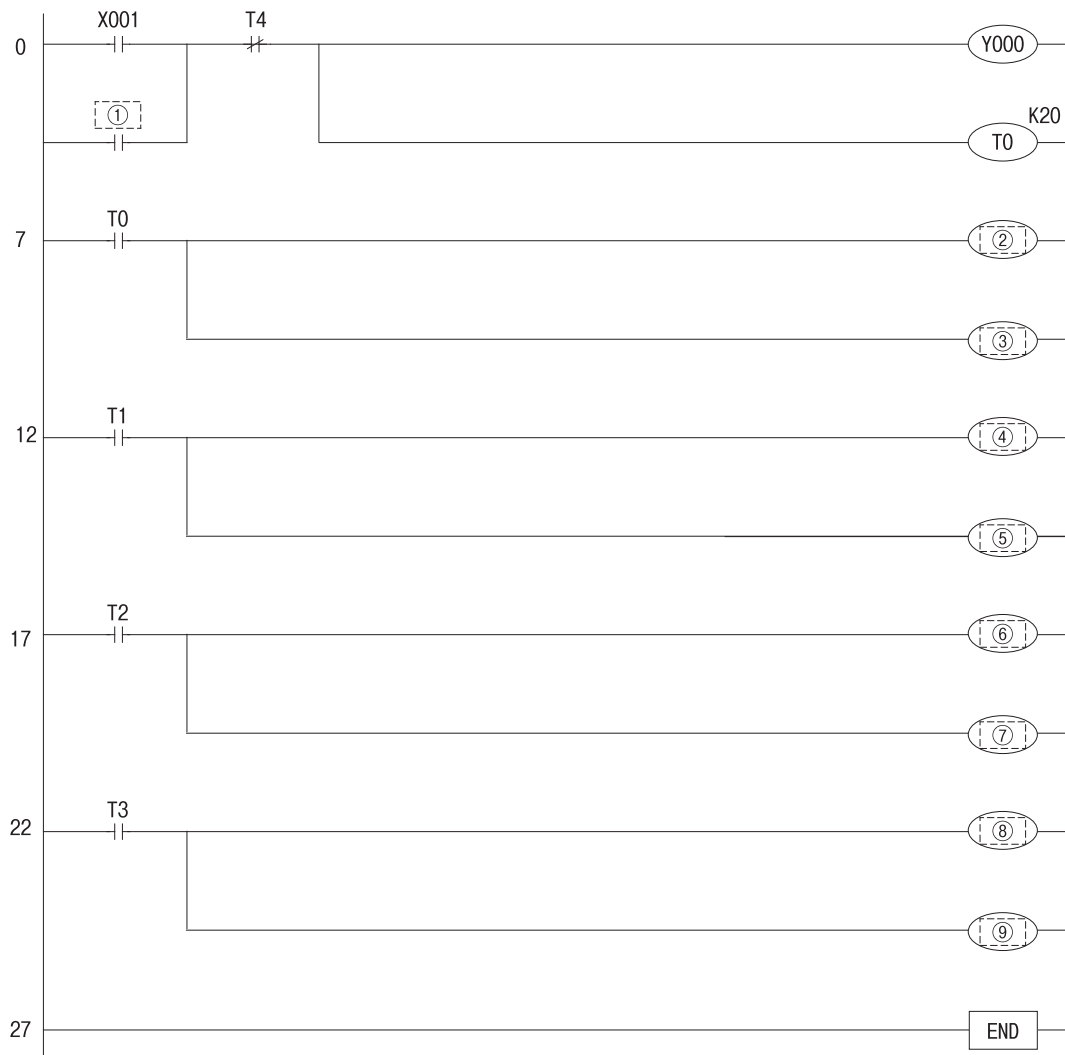 X001 T4
0 Y000
①
K20
T0
T0
7 ②
③
T1
12 ④
⑤
T2
17 ⑥
⑦
T3
22 ⑧
⑨
27 END